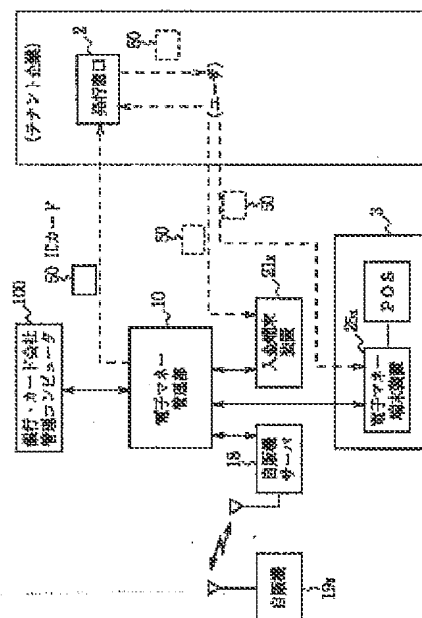 (テナント企業)
2
発行窓口
50
(ユーザ)
50
ICカード
50
50
100
銀行・カード会社
管理コンピュータ
10
電子マネー
管理部
21x
入金端末
装置
3
POS
25x
電子マネー
端末装置
18
自販機
サーバ
自販機
19x